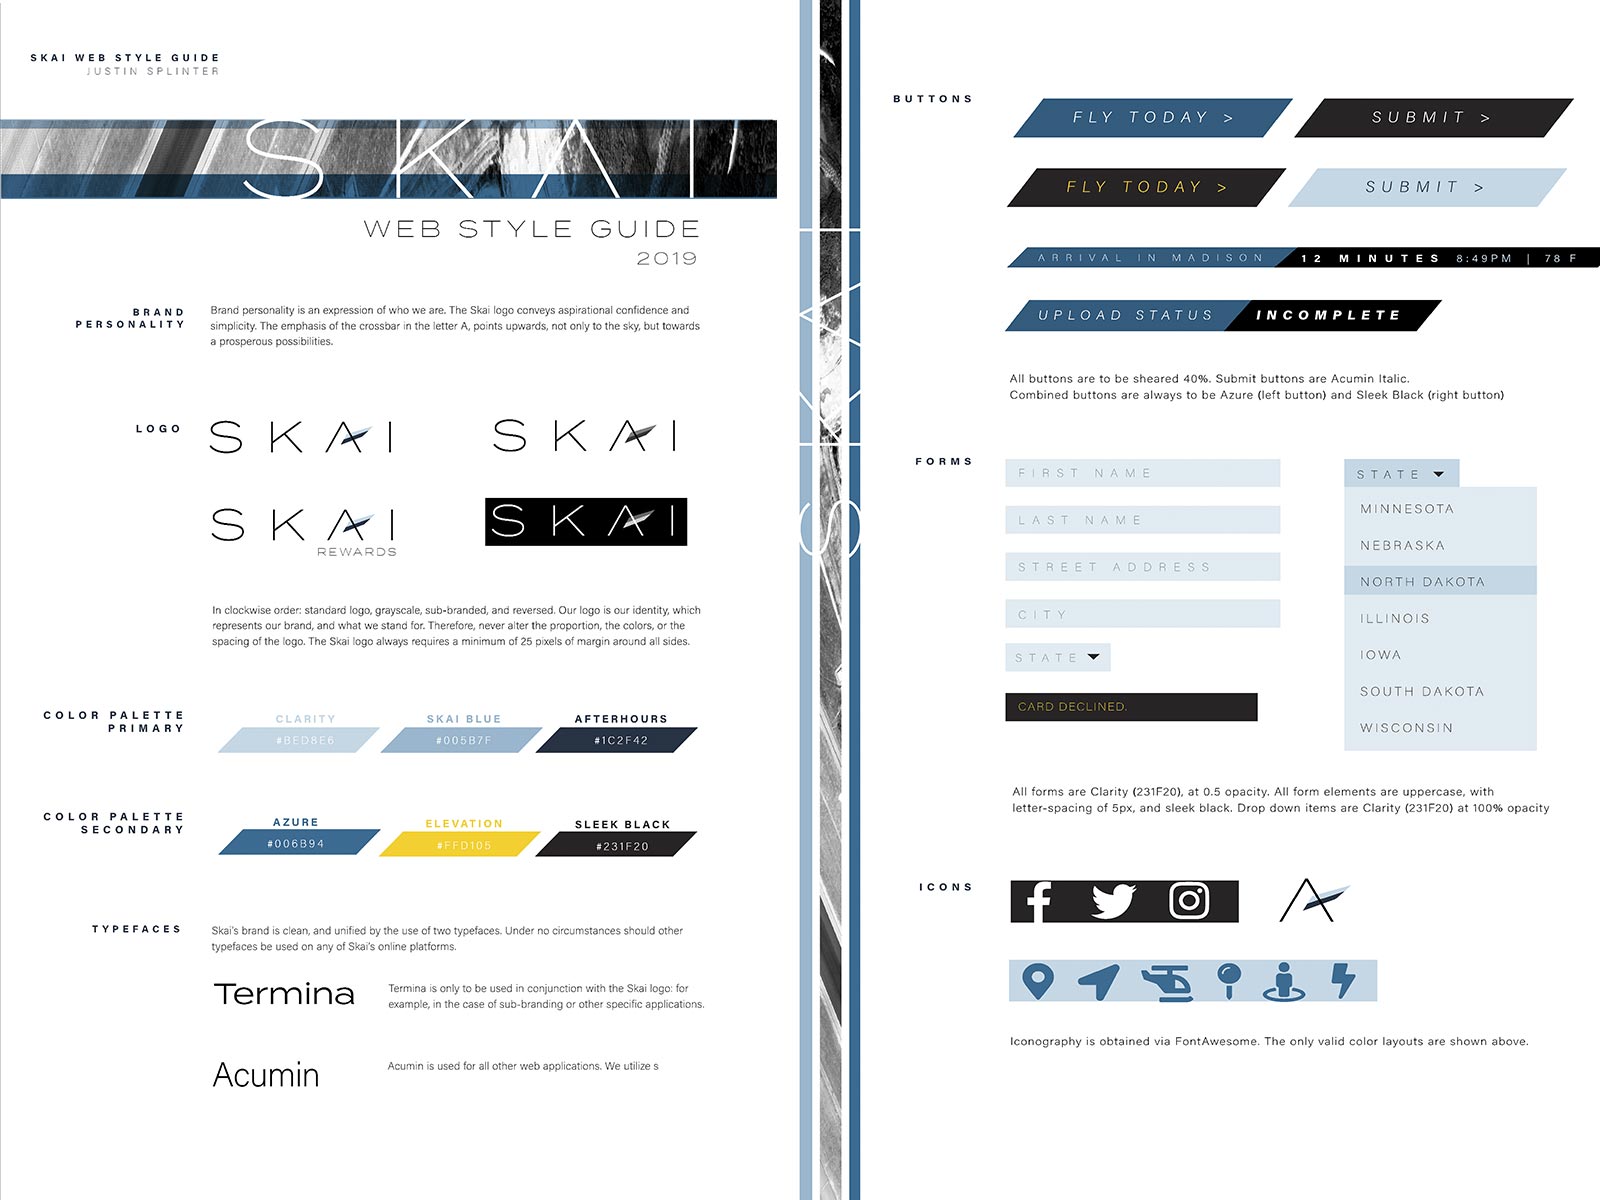 SKAI WEB STYLE GUIDE
JUSTIN SPLINTER
SKAI
WEB STYLE GUIDE
2019
BRAND
PERSONALITY
Brand personality is an expression of who we are. The Skai logo conveys aspirational confidence and
simplicity. The emphasis of the crossbar in the letter A, points upwards, not only to the sky, but towards
a prosperous possibilities.
LOGO
SKAI
SKAI
SKAI
REWARDS
SKAI
In clockwise order: standard logo, grayscale, sub-branded, and reversed. Our logo is our identity, which
represents our brand, and what we stand for. Therefore, never alter the proportion, the colors, or the
spacing of the logo. The Skai logo always requires a minimum of 25 pixels of margin around all sides.
COLOR PALETTE
PRIMARY
CLARITY
#BED8E6
SKAI BLUE
#005B7F
AFTERHOURS
#1C2F42
COLOR PALETTE
SECONDARY
AZURE
#006B94
ELEVATION
#FFD105
SLEEK BLACK
#231F20
TYPEFACES
Skai's brand is clean, and unified by the use of two typefaces. Under no circumstances should other
typefaces be used on any of Skai's online platforms.
Termina
Termina is only to be used in conjunction with the Skai logo: for
example, in the case of sub-branding or other specific applications.
Acumin
Acumin is used for all other web applications. We utilize s
SKAI
BUTTONS
FLY TODAY >
SUBMIT >
FLY TODAY >
SUBMIT >
ARRIVAL IN MADISON 12 MINUTES 8:49PM | 78 F
UPLOAD STATUS INCOMPLETE
All buttons are to be sheared 40%. Submit buttons are Acumin Italic.
Combined buttons are always to be Azure (left button) and Sleek Black (right button)
FORMS
FIRST NAME
LAST NAME
STREET ADDRESS
CITY
STATE
CARD DECLINED.
STATE
MINNESOTA
NEBRASKA
NORTH DAKOTA
ILLINOIS
IOWA
SOUTH DAKOTA
WISCONSIN
All forms are Clarity (231F20), at 0.5 opacity. All form elements are uppercase, with
letter-spacing of 5px, and sleek black. Drop down items are Clarity (231F20) at 100% opacity
ICONS
Iconography is obtained via FontAwesome. The only valid color layouts are shown above.